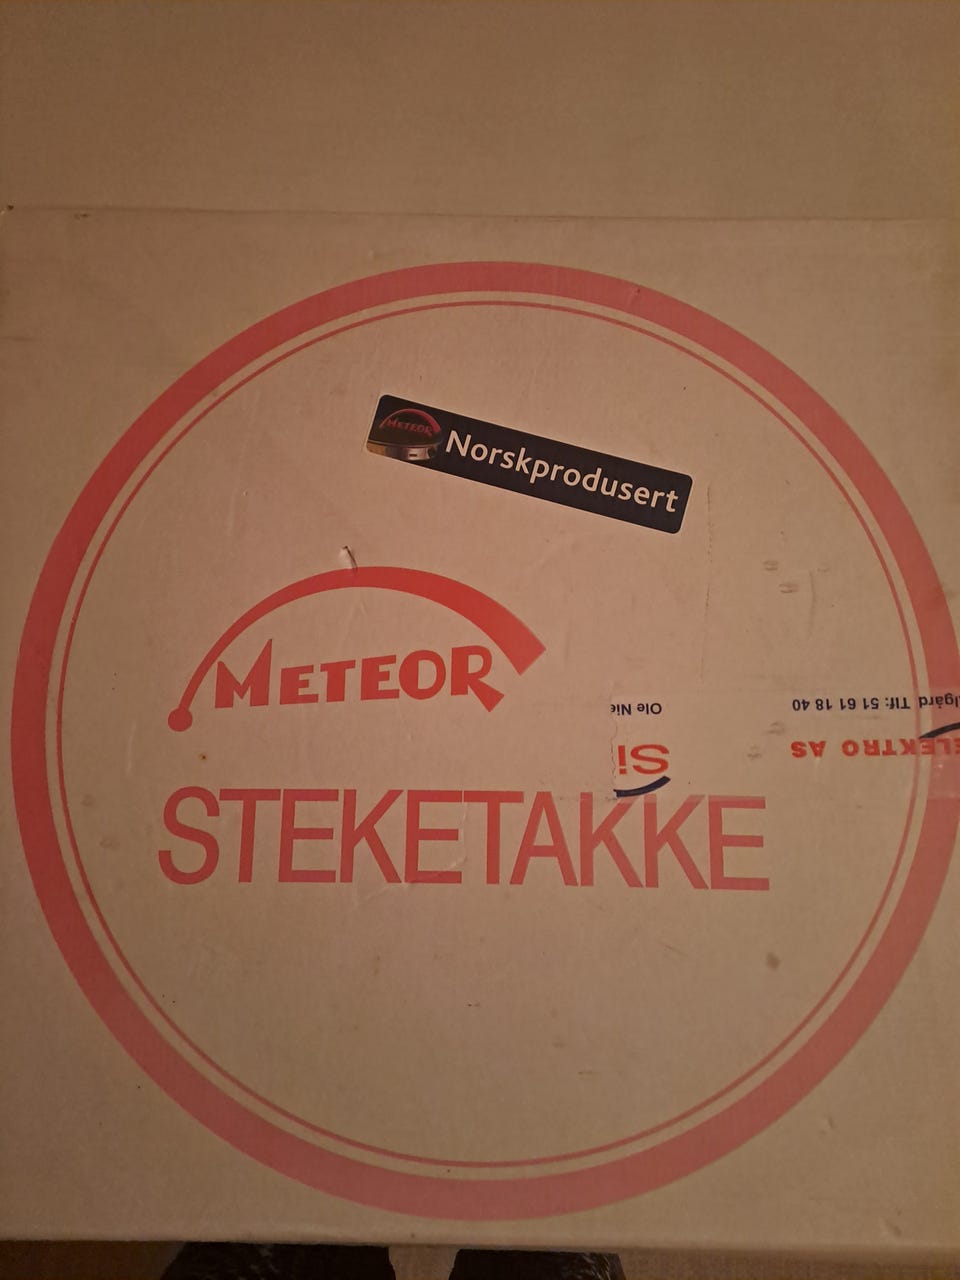 METEOR
Norskprodusert
METEOR
STEKETAKKE
Si
Ole Nie
ELEKTRO AS
lgård Tlf: 51 61 18 40